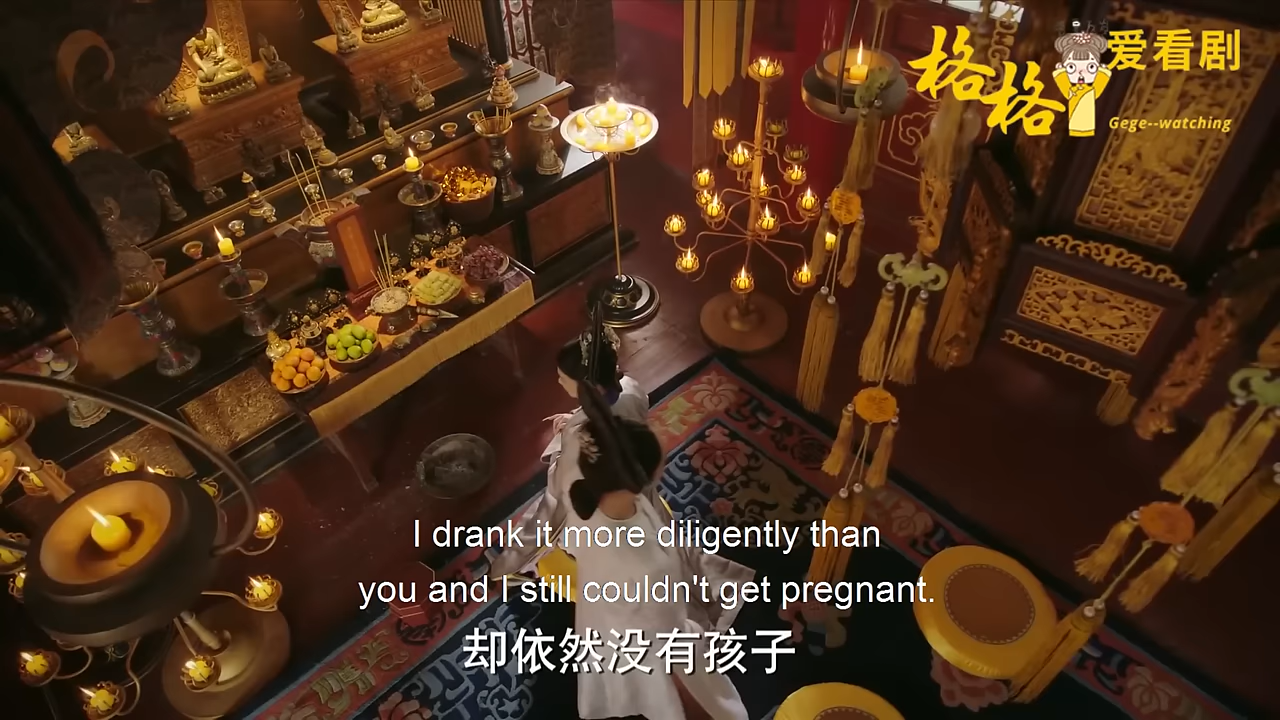 格格爱看剧
Gege--watching
I drank it more diligently than
you and I still couldn't get pregnant.
却依然没有孩子